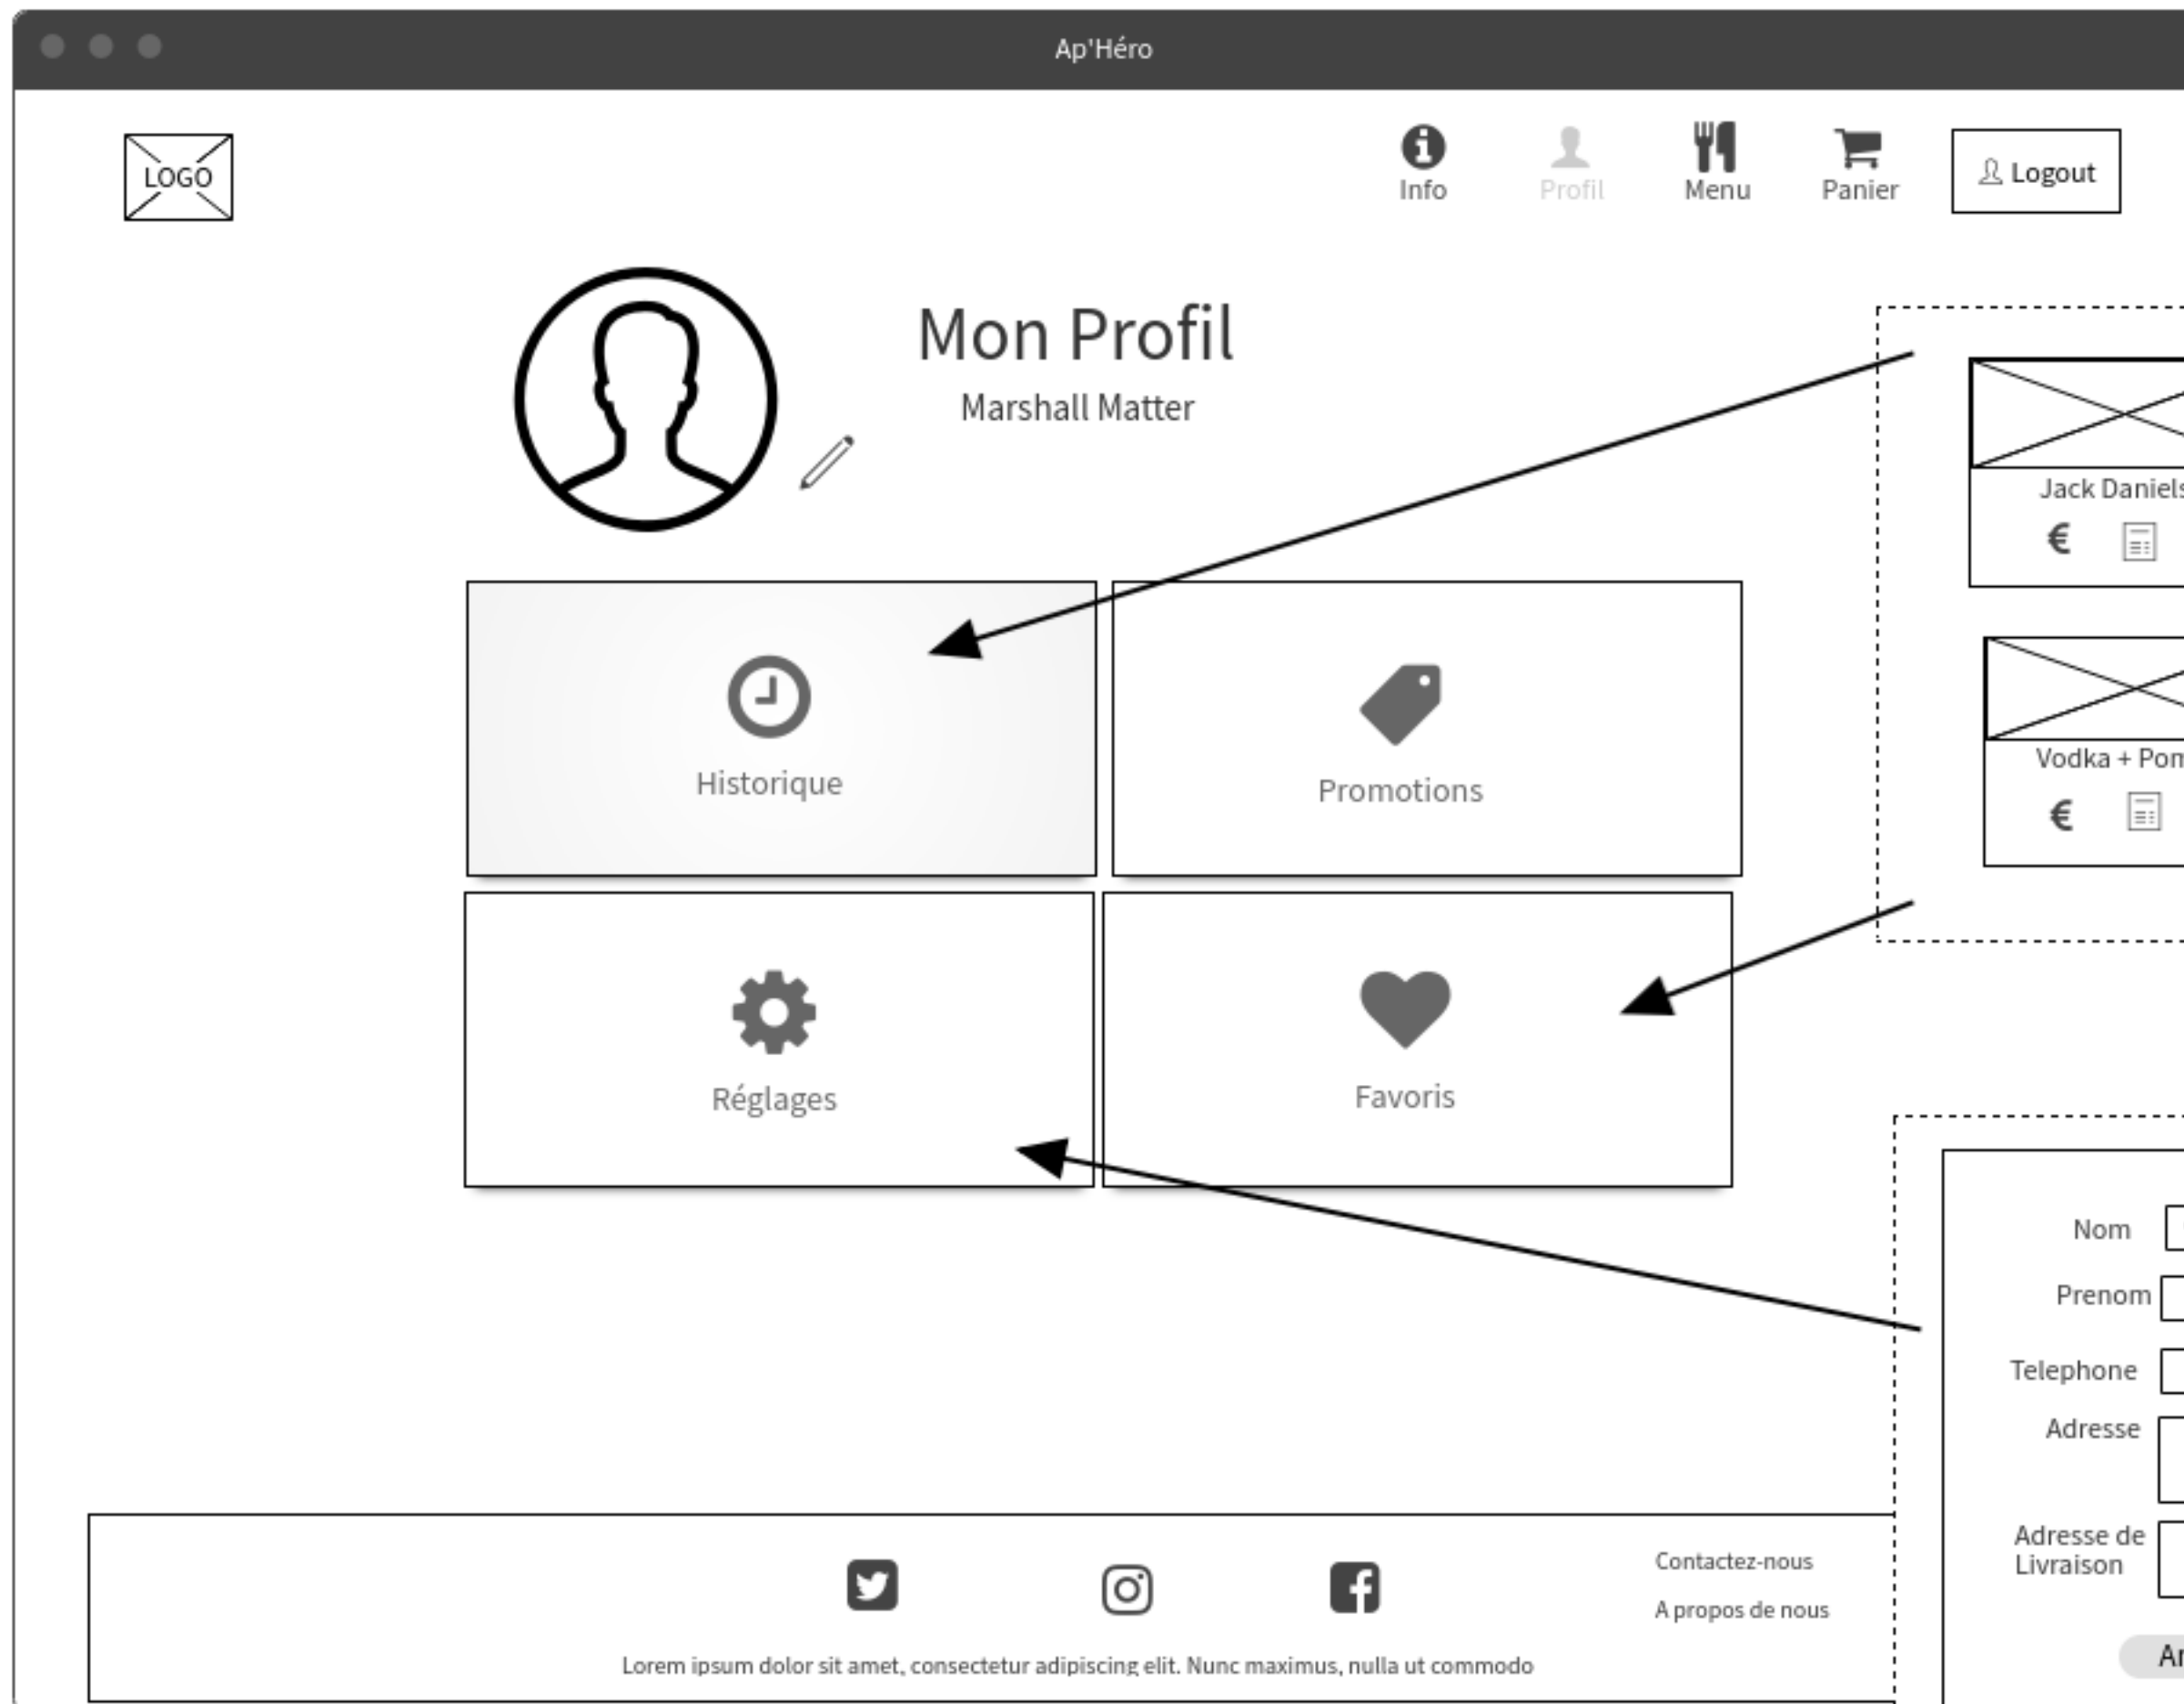 Ap'Héro
LOGO
Info
Profil
Menu
Panier
Logout
Mon Profil
Marshall Matter
Jack Daniels
€
Vodka +
€
Historique
Promotions
Réglages
Favoris
Nom
Prenom
Telephone
Adresse
Adresse de
Livraison
Contactez-nous
A propos de nous
Lorem ipsum dolor sit amet, consectetur adipiscing elit. Nunc maximus, nulla ut commodo